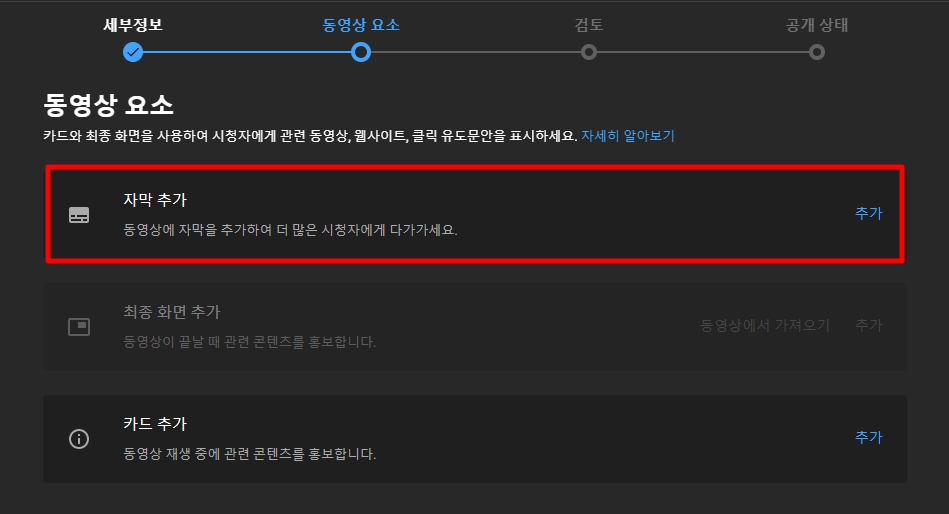 세부정보 동영상 요소 검토 공개 상태
동영상 요소
카드와 최종 화면을 사용하여 시청자에게 관련 동영상, 웹사이트, 클릭 유도문안을 표시하세요. 자세히 알아보기
자막 추가
동영상에 자막을 추가하여 더 많은 시청자에게 다가가세요.
추가
최종 화면 추가
동영상이 끝날 때 관련 콘텐츠를 홍보합니다.
동영상에서 가져오기 추가
카드 추가
동영상 재생 중에 관련 콘텐츠를 홍보합니다.
추가